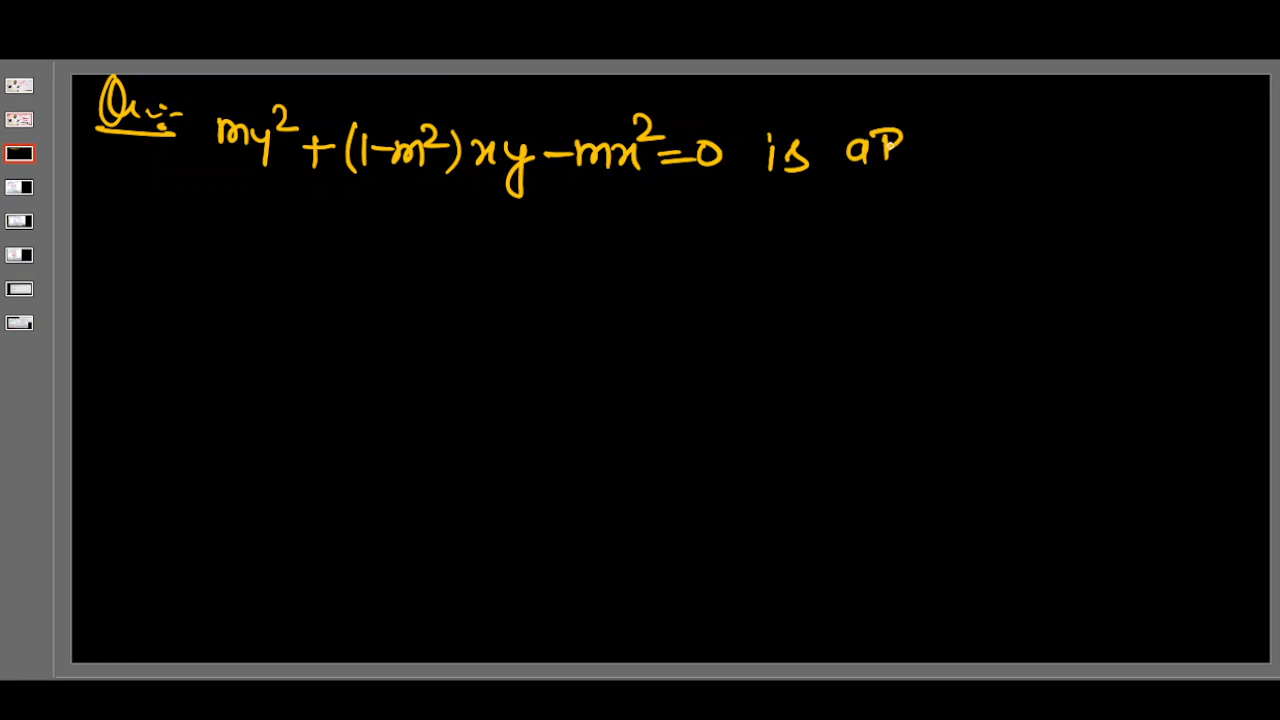 Qu :- my² + (1-m²) xy - mx² = 0 is a P